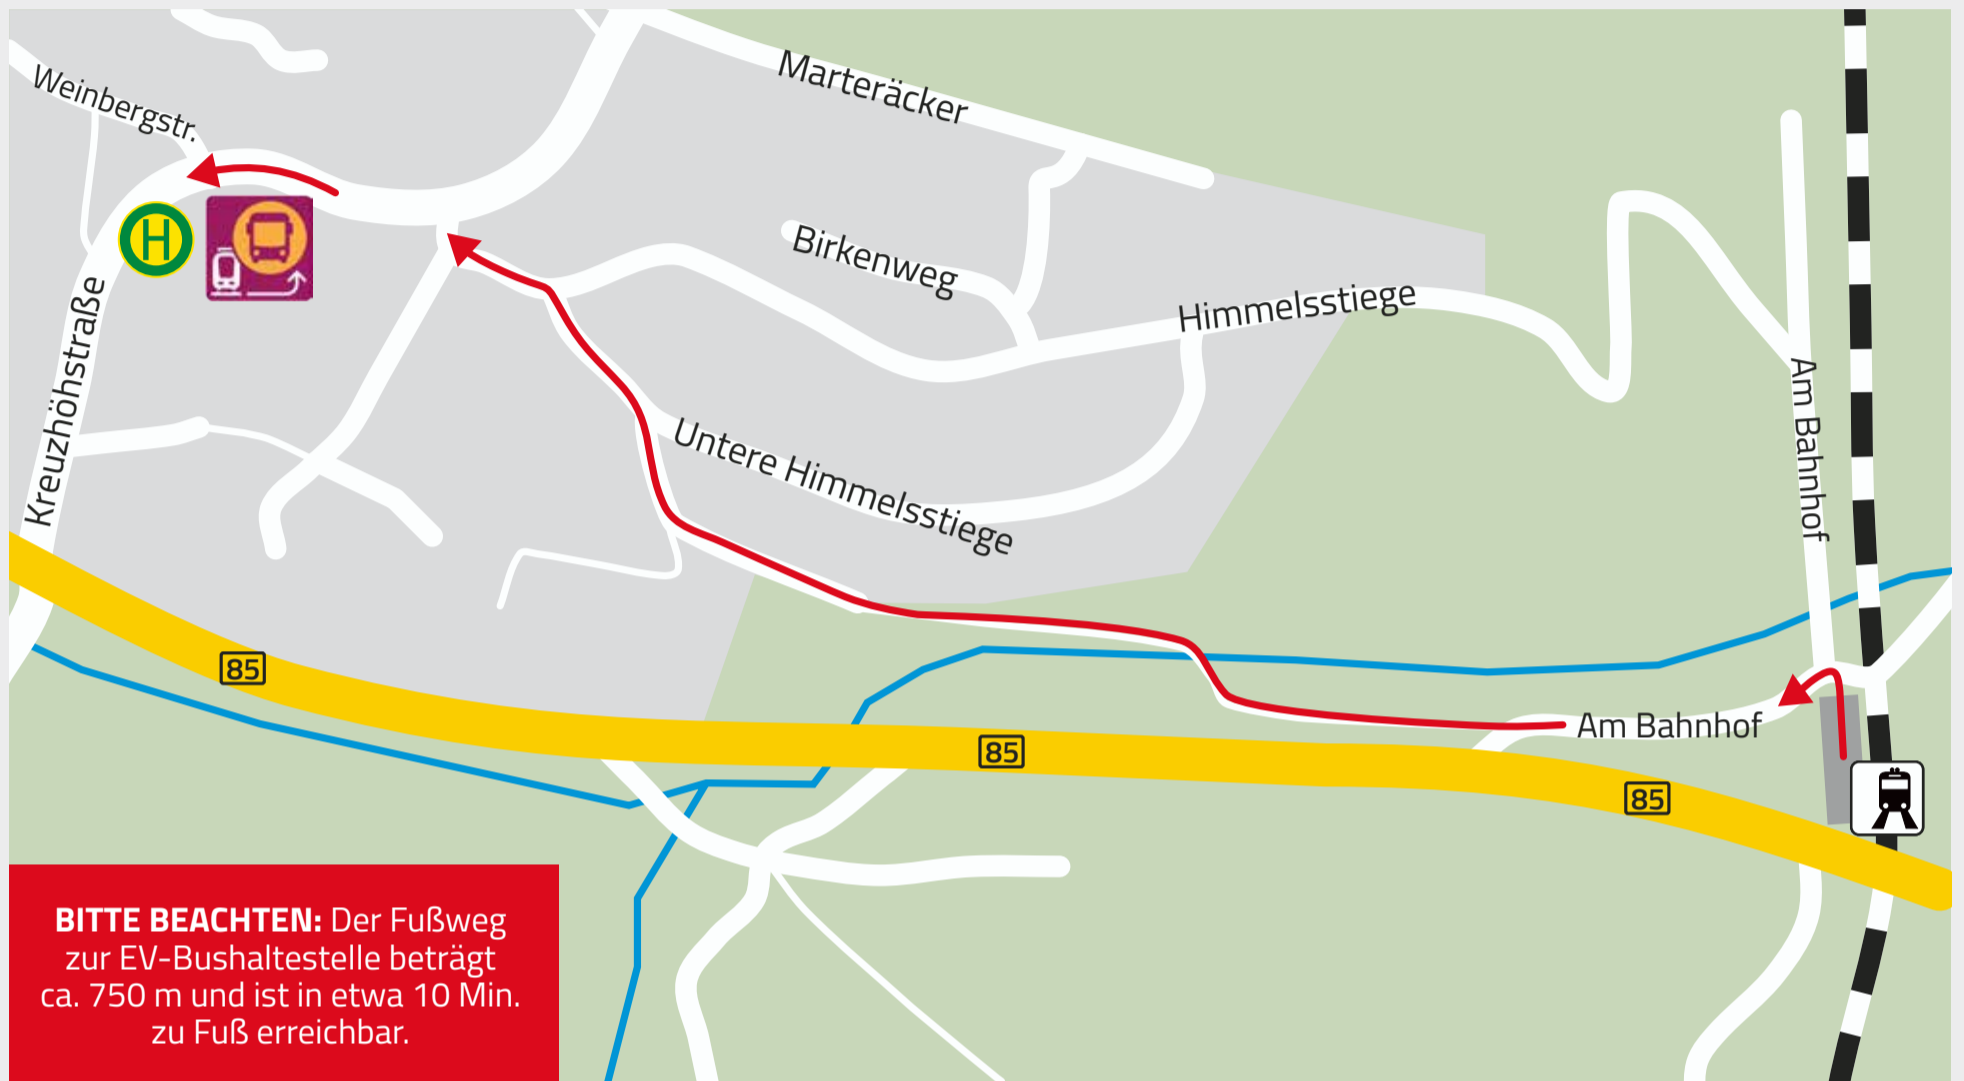 Weinbergstr.
Marteräcker
H
Birkenweg
Himmelsstiege
Kreuzhöhstraße
Untere Himmelsstiege
Am Bahnhof
85
Am Bahnhof
85
85
BITTE BEACHTEN: Der Fußweg
zur EV-Bushaltestelle beträgt
ca. 750 m und ist in etwa 10 Min.
zu Fuß erreichbar.